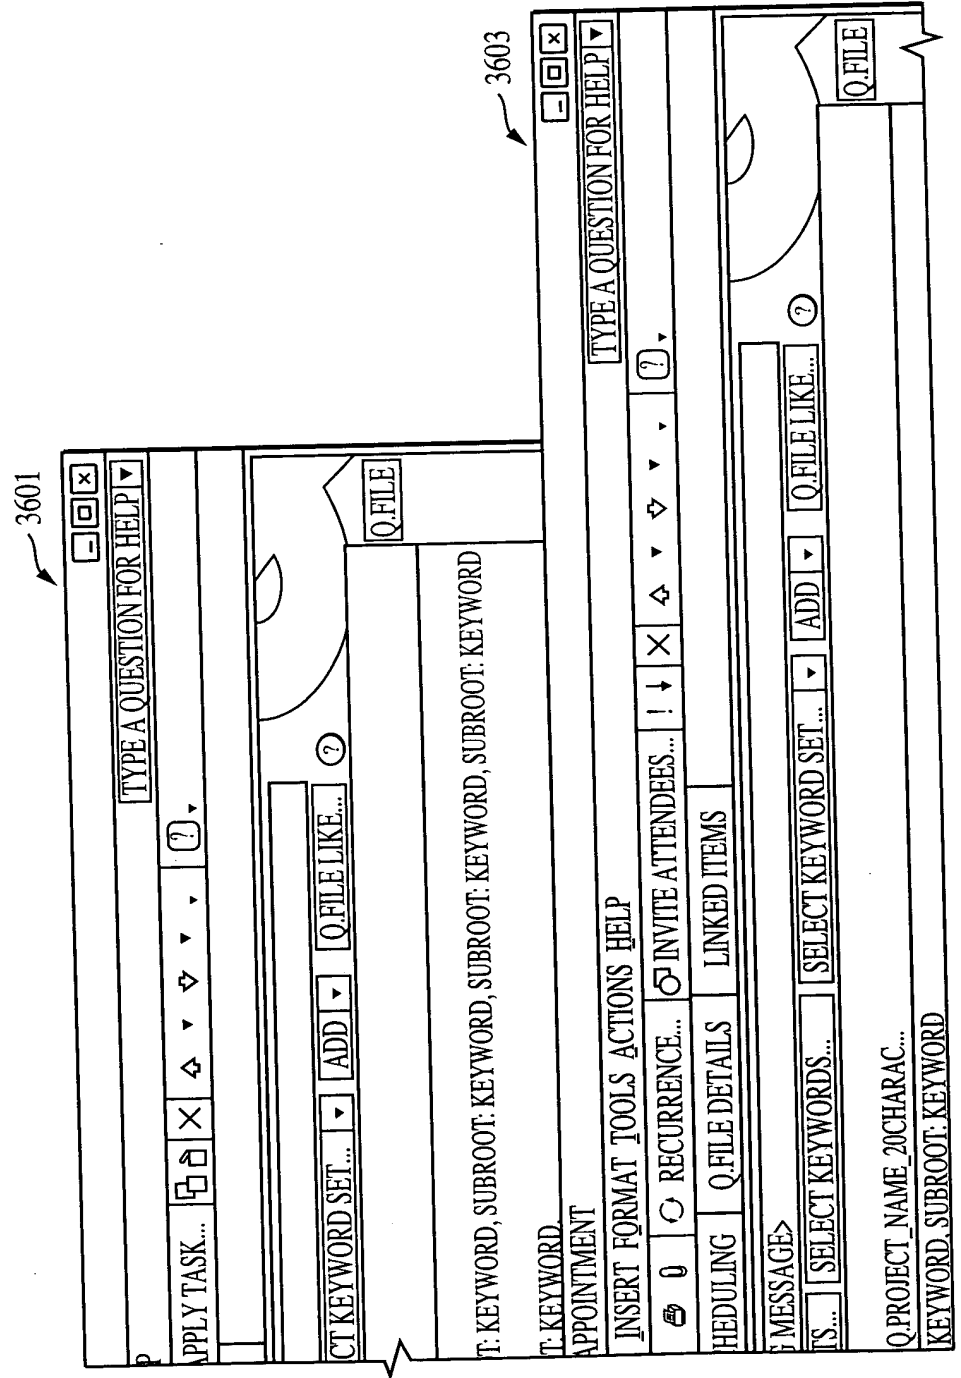 3601
TYPE A QUESTION FOR HELP
P
APPLY TASK... ?
CT KEYWORD SET... ADD Q.FILE LIKE... ?
Q.FILE
T: KEYWORD, SUBROOT: KEYWORD, SUBROOT: KEYWORD, SUBROOT: KEYWORD, SUBROOT: KEYWORD
T: KEYWORD
3603
APPOINTMENT
TYPE A QUESTION FOR HELP
INSERT FORMAT TOOLS ACTIONS HELP
RECURRENCE... INVITE ATTENDEES... ! ?
HEDULING Q.FILE DETAILS LINKED ITEMS
G MESSAGE>
TS... SELECT KEYWORDS... SELECT KEYWORD SET... ADD Q.FILE LIKE... ?
Q.FILE
Q.PROJECT_NAME_20CHARAC...
KEYWORD, SUBROOT: KEYWORD